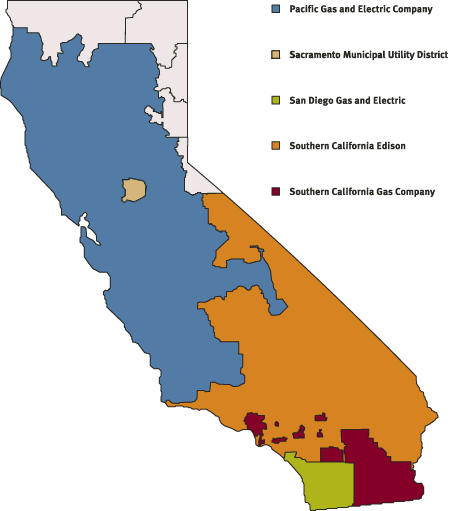 Pacific Gas and Electric Company
Sacramento Municipal Utility District
San Diego Gas and Electric
Southern California Edison
Southern California Gas Company